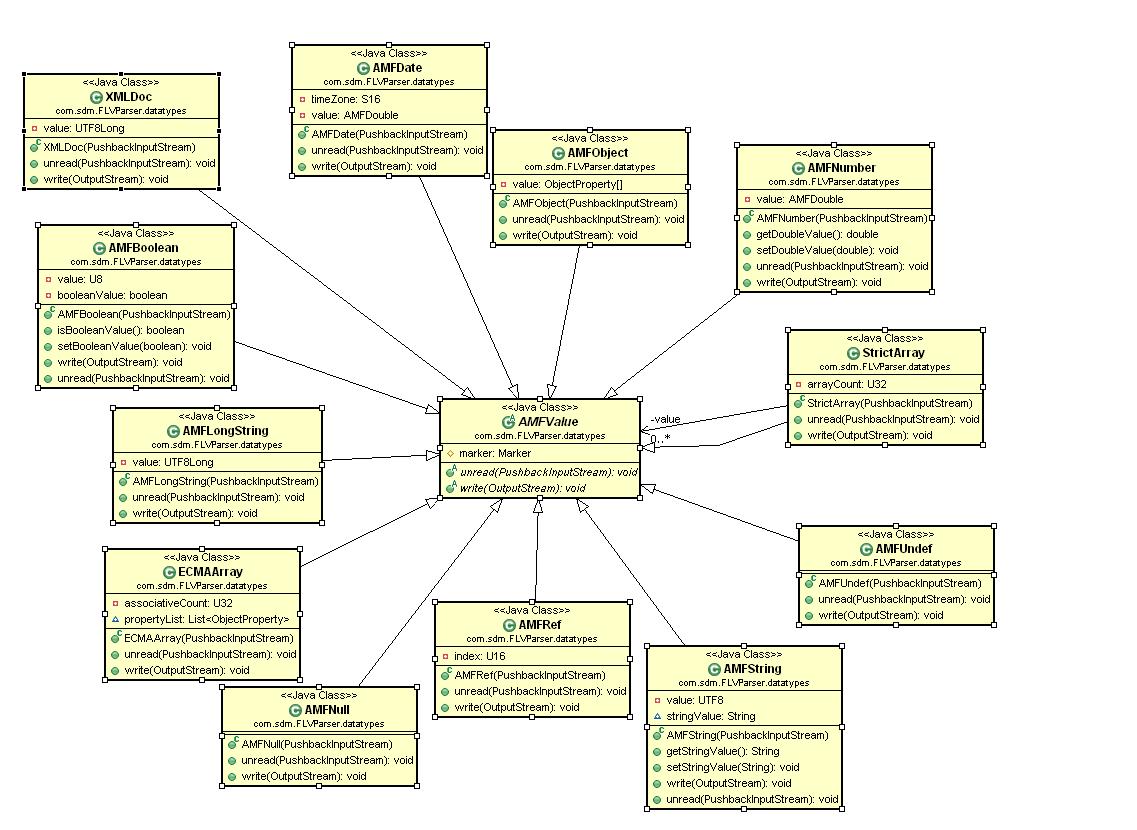 <<Java Class>>
XMLDoc
com.sdm.FLVParser.datatypes
value: UTF8Long
XMLDoc(PushbackInputStream)
unread(PushbackInputStream): void
write(OutputStream): void
<<Java Class>>
AMFDate
com.sdm.FLVParser.datatypes
timeZone: S16
value: AMFDouble
AMFDate(PushbackInputStream)
unread(PushbackInputStream): void
write(OutputStream): void
<<Java Class>>
AMFObject
com.sdm.FLVParser.datatypes
value: ObjectProperty[]
AMFObject(PushbackInputStream)
unread(PushbackInputStream): void
write(OutputStream): void
<<Java Class>>
AMFNumber
com.sdm.FLVParser.datatypes
value: AMFDouble
AMFNumber(PushbackInputStream)
getDoubleValue(): double
setDoubleValue(double): void
unread(PushbackInputStream): void
write(OutputStream): void
<<Java Class>>
AMFBoolean
com.sdm.FLVParser.datatypes
value: U8
booleanValue: boolean
AMFBoolean(PushbackInputStream)
isBooleanValue(): boolean
setBooleanValue(boolean): void
write(OutputStream): void
unread(PushbackInputStream): void
<<Java Class>>
StrictArray
com.sdm.FLVParser.datatypes
arrayCount: U32
StrictArray(PushbackInputStream)
unread(PushbackInputStream): void
write(OutputStream): void
<<Java Class>>
AMFValue
com.sdm.FLVParser.datatypes
marker: Marker
unread(PushbackInputStream): void
write(OutputStream): void
-value
0..*
<<Java Class>>
AMFLongString
com.sdm.FLVParser.datatypes
value: UTF8Long
AMFLongString(PushbackInputStream)
unread(PushbackInputStream): void
write(OutputStream): void
<<Java Class>>
AMFUndef
com.sdm.FLVParser.datatypes
AMFUndef(PushbackInputStream)
unread(PushbackInputStream): void
write(OutputStream): void
<<Java Class>>
ECMAArray
com.sdm.FLVParser.datatypes
associativeCount: U32
propertyList: List<ObjectProperty>
ECMAArray(PushbackInputStream)
unread(PushbackInputStream): void
write(OutputStream): void
<<Java Class>>
AMFRef
com.sdm.FLVParser.datatypes
index: U16
AMFRef(PushbackInputStream)
unread(PushbackInputStream): void
write(OutputStream): void
<<Java Class>>
AMFString
com.sdm.FLVParser.datatypes
value: UTF8
stringValue: String
AMFString(PushbackInputStream)
getStringValue(): String
setStringValue(String): void
write(OutputStream): void
unread(PushbackInputStream): void
<<Java Class>>
AMFNull
com.sdm.FLVParser.datatypes
AMFNull(PushbackInputStream)
unread(PushbackInputStream): void
write(OutputStream): void